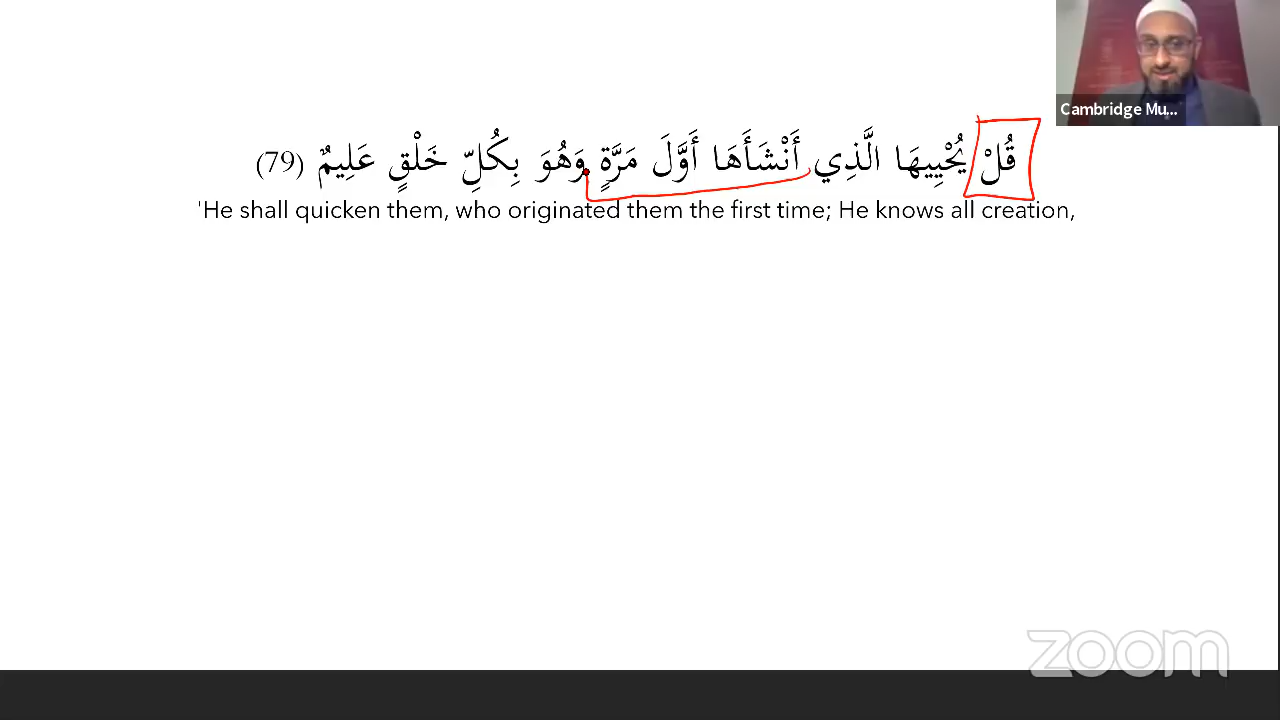 Cambridge Mu...
قُلْ يُحْيِيهَا الَّذِي أَنْشَأَهَا أَوَّلَ مَرَّةٍ وَهُوَ بِكُلِّ خَلْقٍ عَلِيمٌ (79)
'He shall quicken them, who originated them the first time; He knows all creation,
zoom